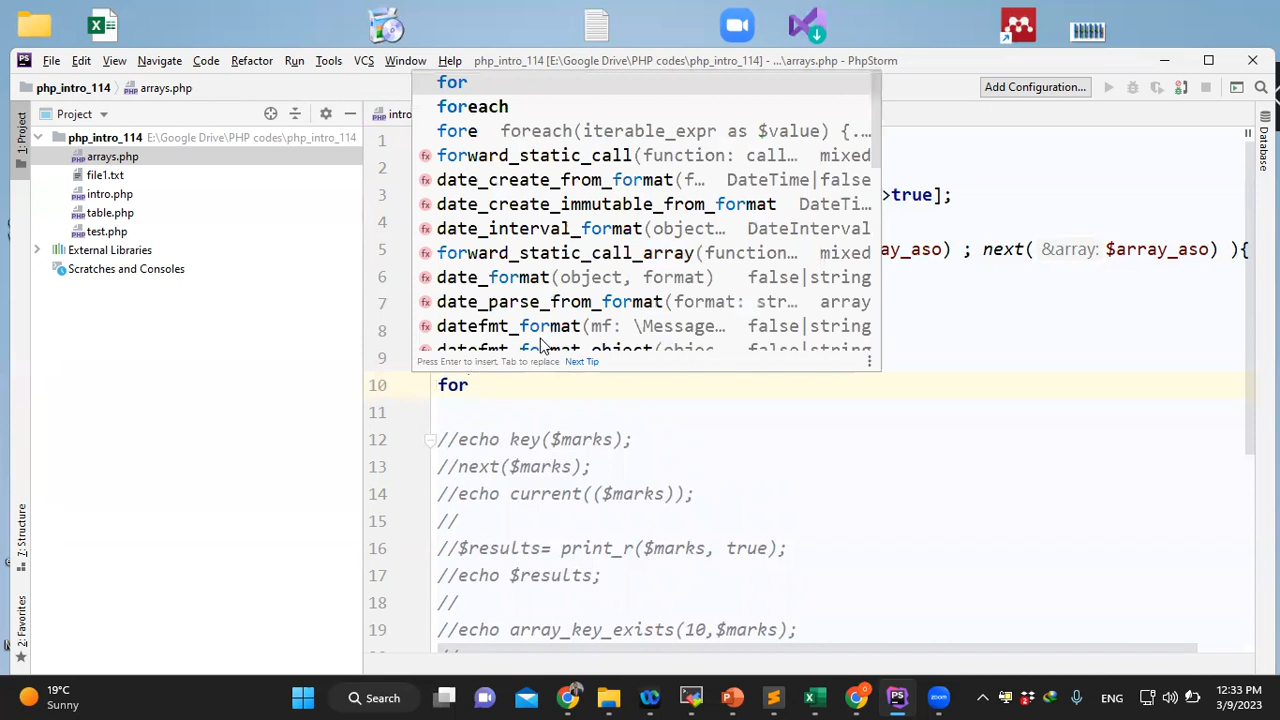 File Edit View Navigate Code Refactor Run Tools VCS Window Help php_intro_114 [E:\Google Drive\PHP codes\php_intro_114] - ...\arrays.php - PhpStorm
php_intro_114 arrays.php Add Configuration...
Project
intro
1: Project
php_intro_114 E:\Google Drive\PHP codes\php_intro_114
arrays.php
file1.txt
intro.php
table.php
test.php
External Libraries
Scratches and Consoles
7: Structure
2: Favorites
Database
for
foreach
fore foreach(iterable_expr as $value) {...
forward_static_call(function: call... mixed
date_create_from_format(f... DateTime|false
date_create_immutable_from_format DateTi...
date_interval_format(object... DateInterval
forward_static_call_array(function... mixed
date_format(object, format) false|string
date_parse_from_format(format: str... array
datefmt_format(mf: \Message... false|string
datefmt_format_object(objec... false|string
Press Enter to insert, Tab to replace Next Tip
1
2
3 >true];
4
5 ay_aso) ; next( &array: $array_aso) ){
6
7
8
9
10 for
11
12 //echo key($marks);
13 //next($marks);
14 //echo current(($marks));
15 //
16 //$results= print_r($marks, true);
17 //echo $results;
18 //
19 //echo array_key_exists(10,$marks);
19°C
Sunny
Search
ENG
12:33 PM
3/9/2023